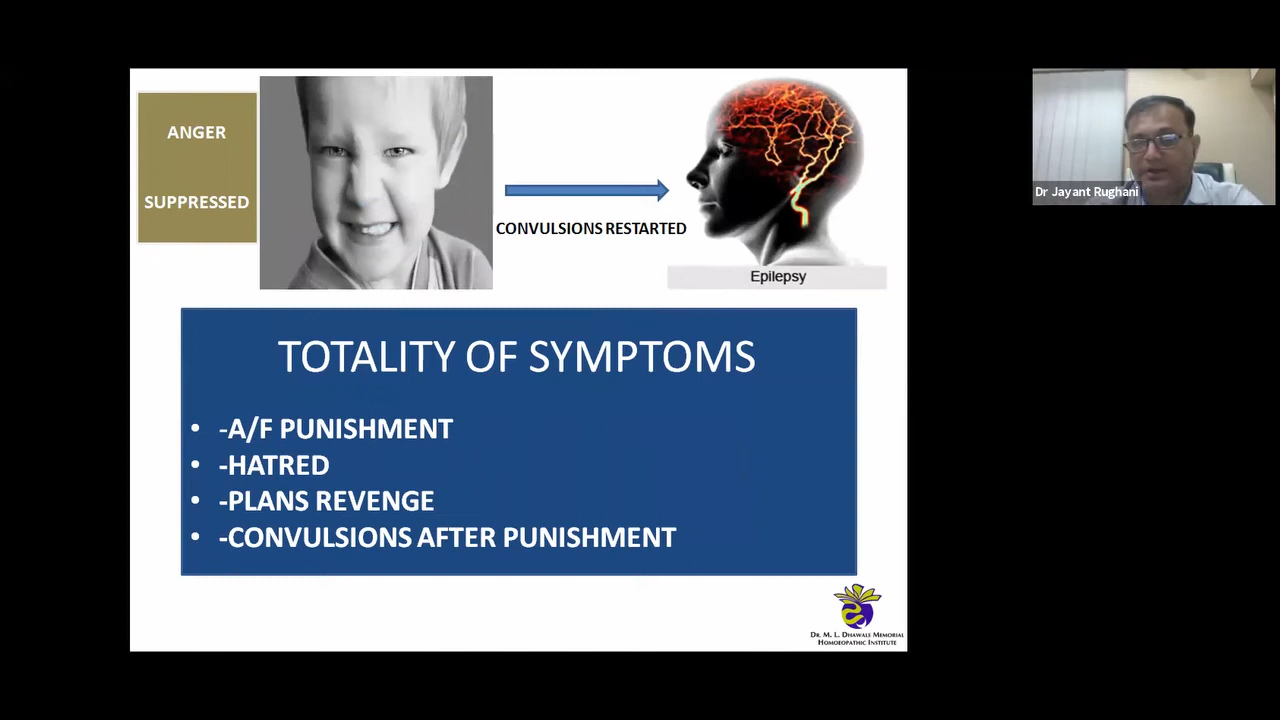 ANGER
SUPPRESSED
CONVULSIONS RESTARTED
Epilepsy
Dr Jayant Rughani
TOTALITY OF SYMPTOMS
• -A/F PUNISHMENT
• -HATRED
• -PLANS REVENGE
• -CONVULSIONS AFTER PUNISHMENT
DR. M. L. DHAWALE MEMORIAL
HOMOEOPATHIC INSTITUTE